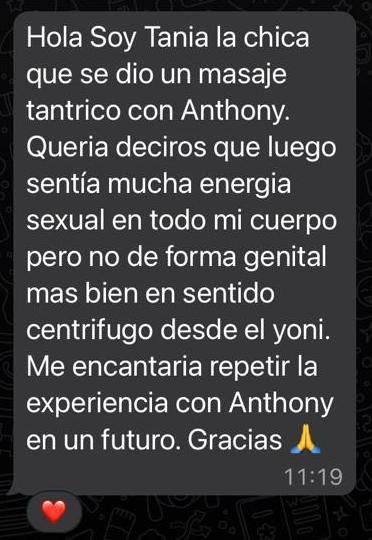 Hola Soy Tania la chica
que se dio un masaje
tantrico con Anthony.
Queria deciros que luego
sentía mucha energia
sexual en todo mi cuerpo
pero no de forma genital
mas bien en sentido
centrifugo desde el yoni.
Me encantaria repetir la
experiencia con Anthony
en un futuro. Gracias 🙏
11:19